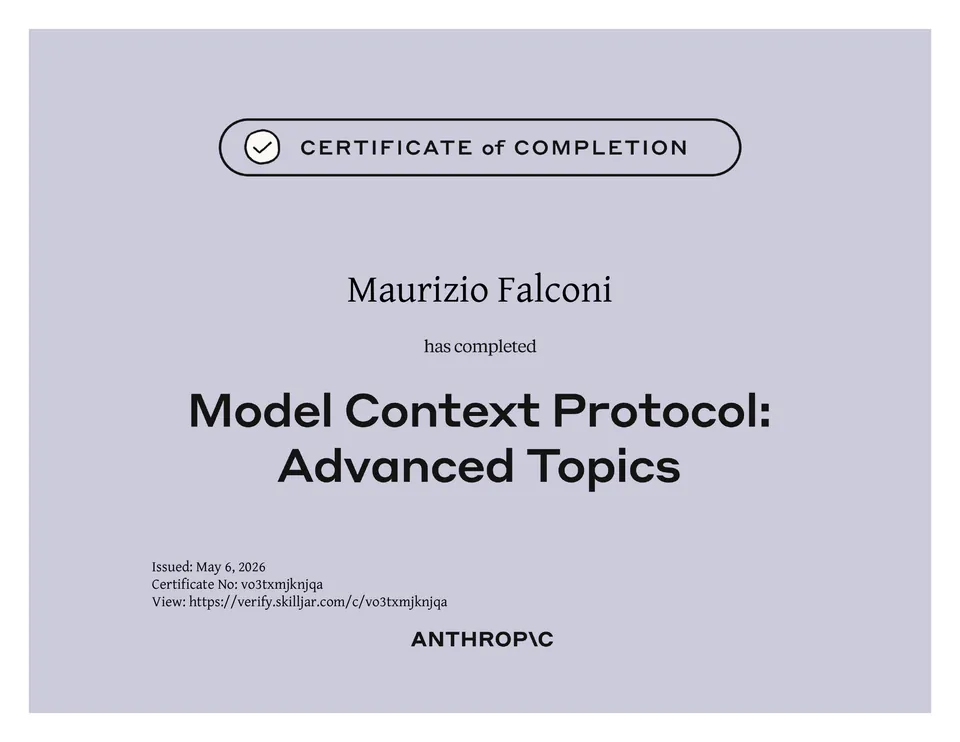 CERTIFICATE of COMPLETION
Maurizio Falconi
has completed
Model Context Protocol:
Advanced Topics
Issued: May 6, 2026
Certificate No: vo3txmjknjqa
View: https://verify.skilljar.com/c/vo3txmjknjqa
ANTHROP\C